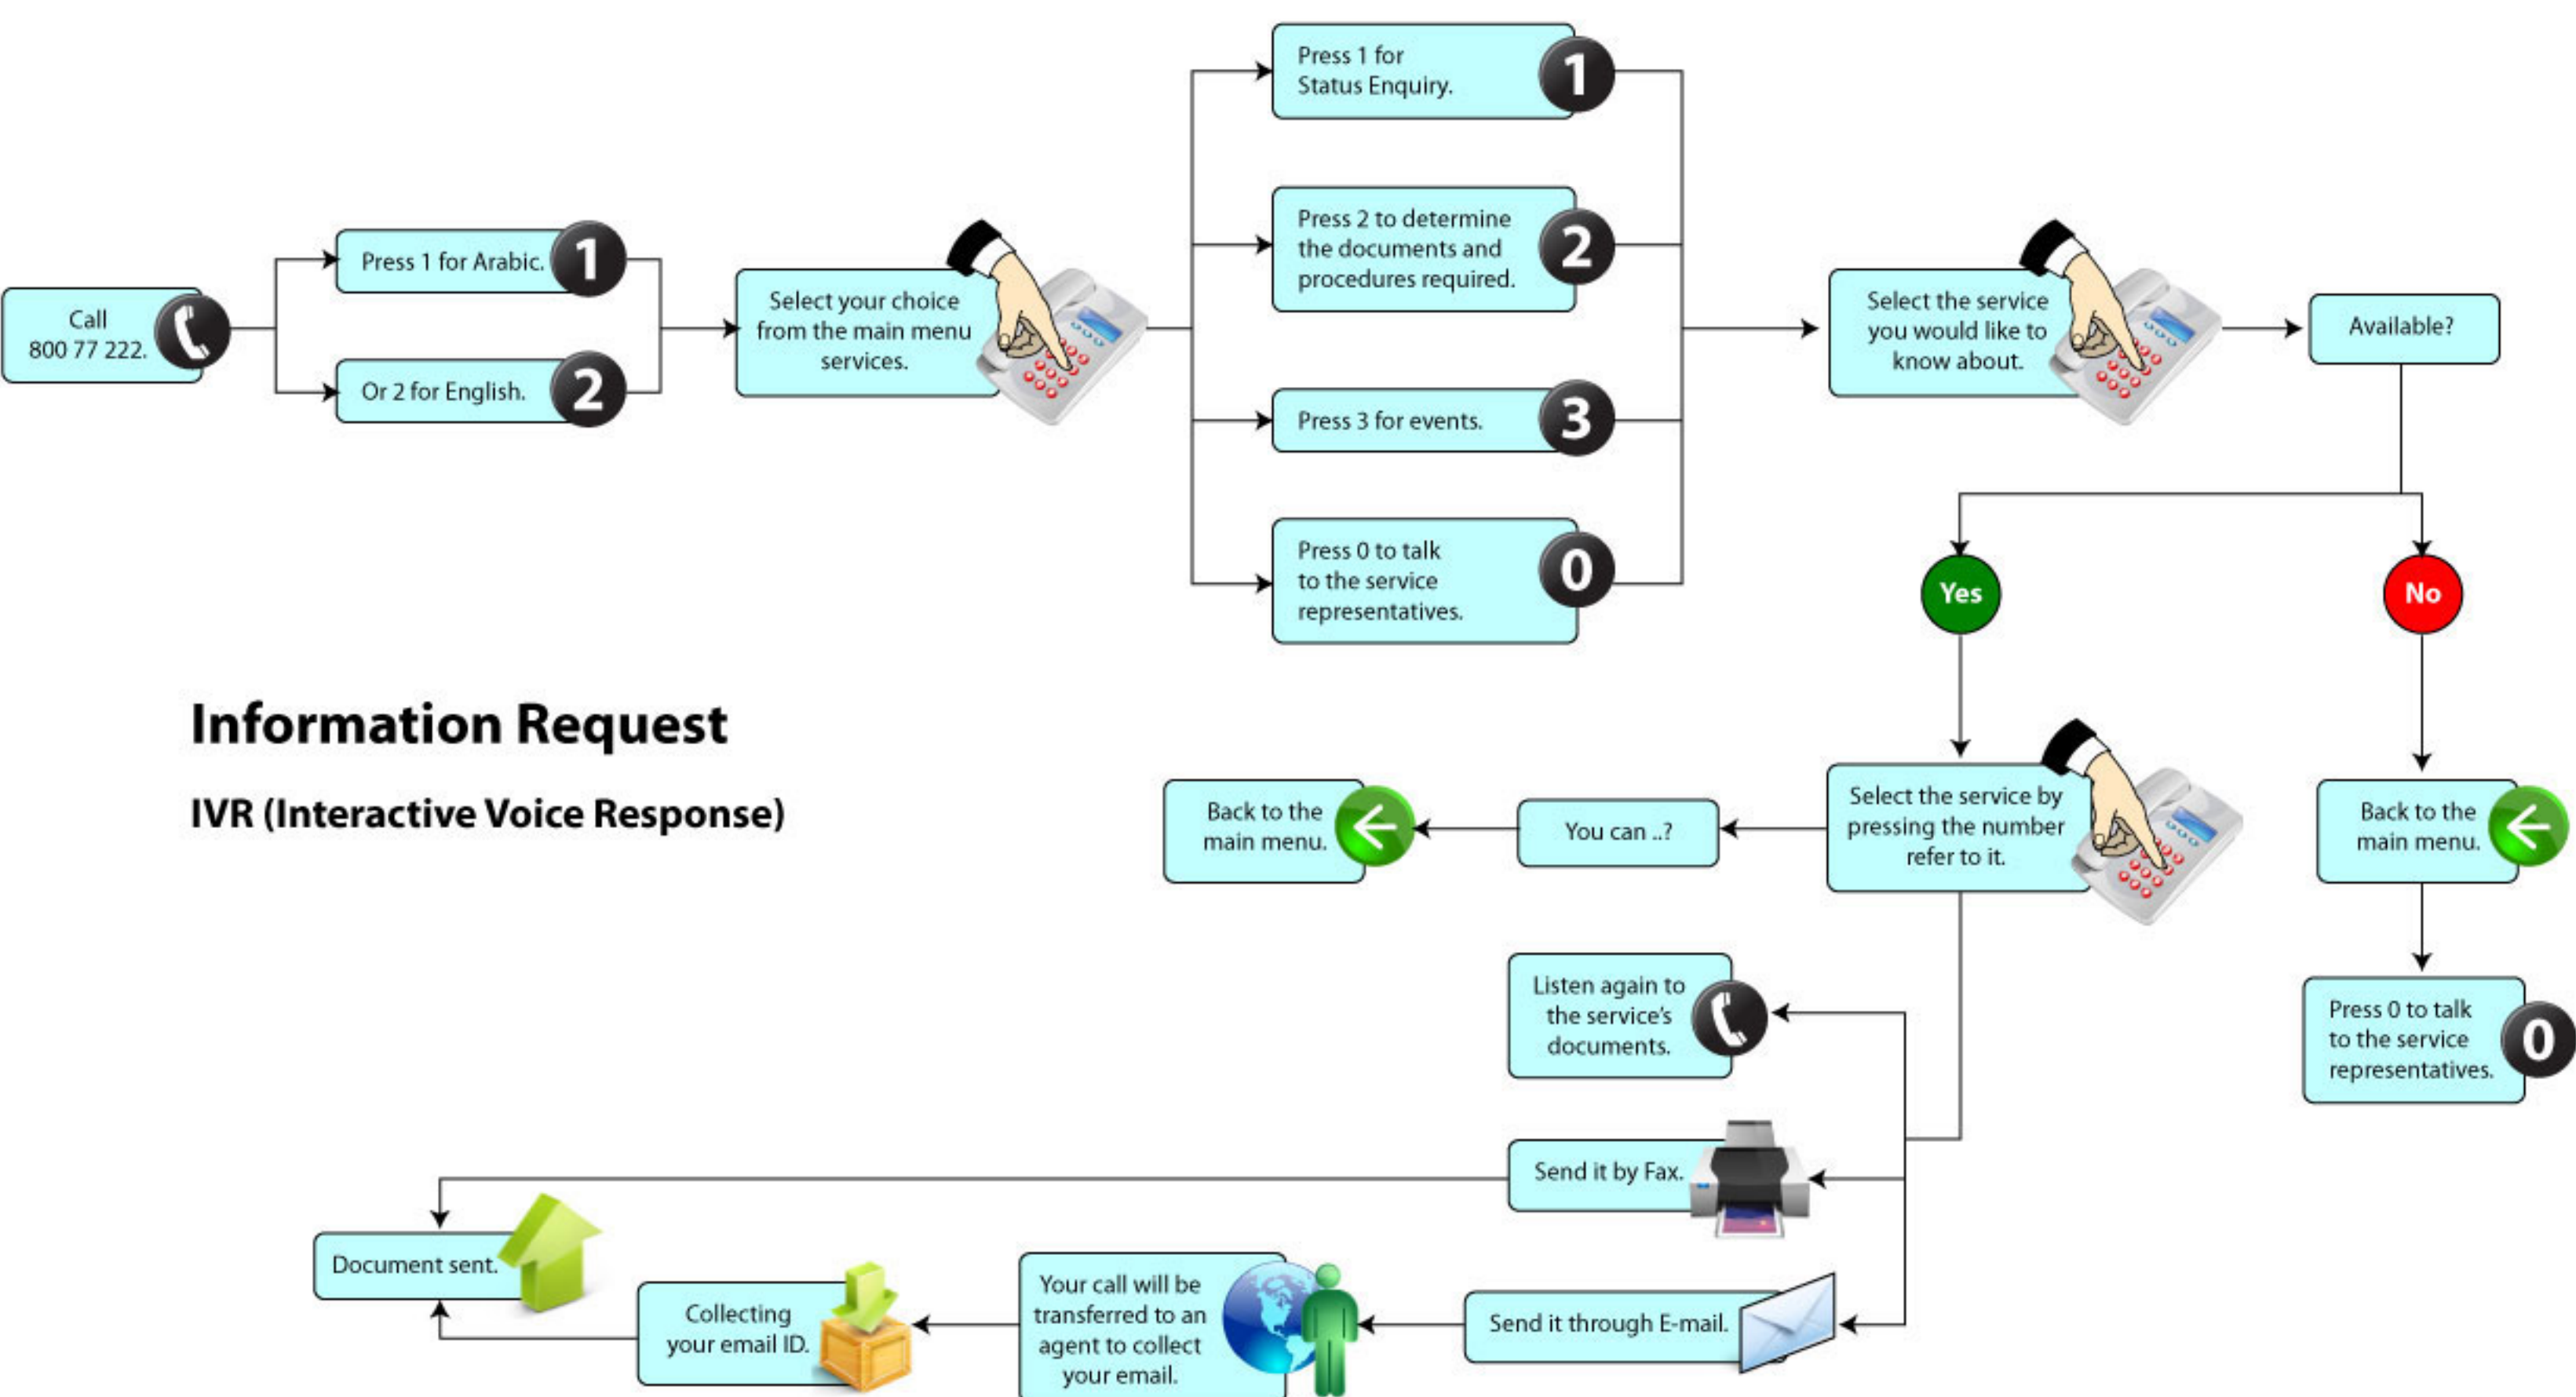 Call
800 77 222.
Press 1 for Arabic.
1
Or 2 for English.
2
Select your choice
from the main menu
services.
Press 1 for
Status Enquiry.
1
Press 2 to determine
the documents and
procedures required.
2
Press 3 for events.
3
Press 0 to talk
to the service
representatives.
0
Select the service
you would like to
know about.
Available?
Yes
No
Information Request
IVR (Interactive Voice Response)
Select the service by
pressing the number
refer to it.
You can ..?
Back to the
main menu.
Back to the
main menu.
Press 0 to talk
to the service
representatives.
0
Listen again to
the service's
documents.
Send it by Fax.
Send it through E-mail.
Your call will be
transferred to an
agent to collect
your email.
Collecting
your email ID.
Document sent.